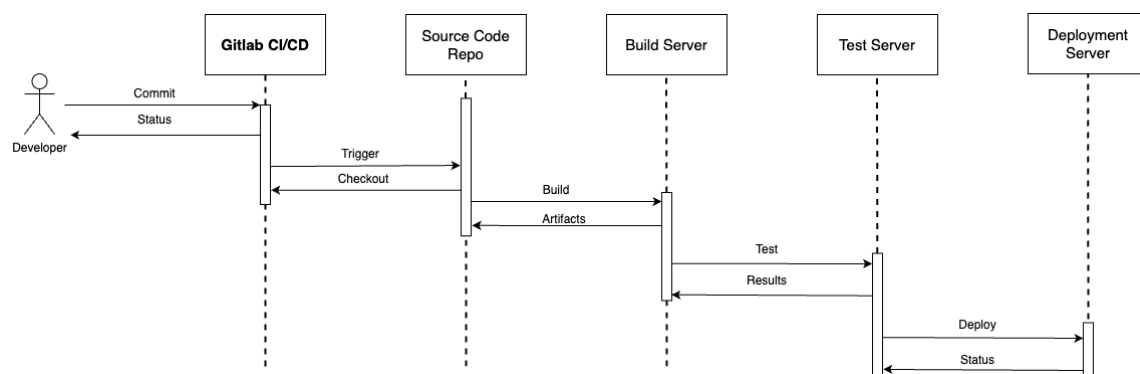 Gitlab CI/CD
Source Code
Repo
Build Server
Test Server
Deployment
Server
Developer
Commit
Status
Trigger
Checkout
Build
Artifacts
Test
Results
Deploy
Status